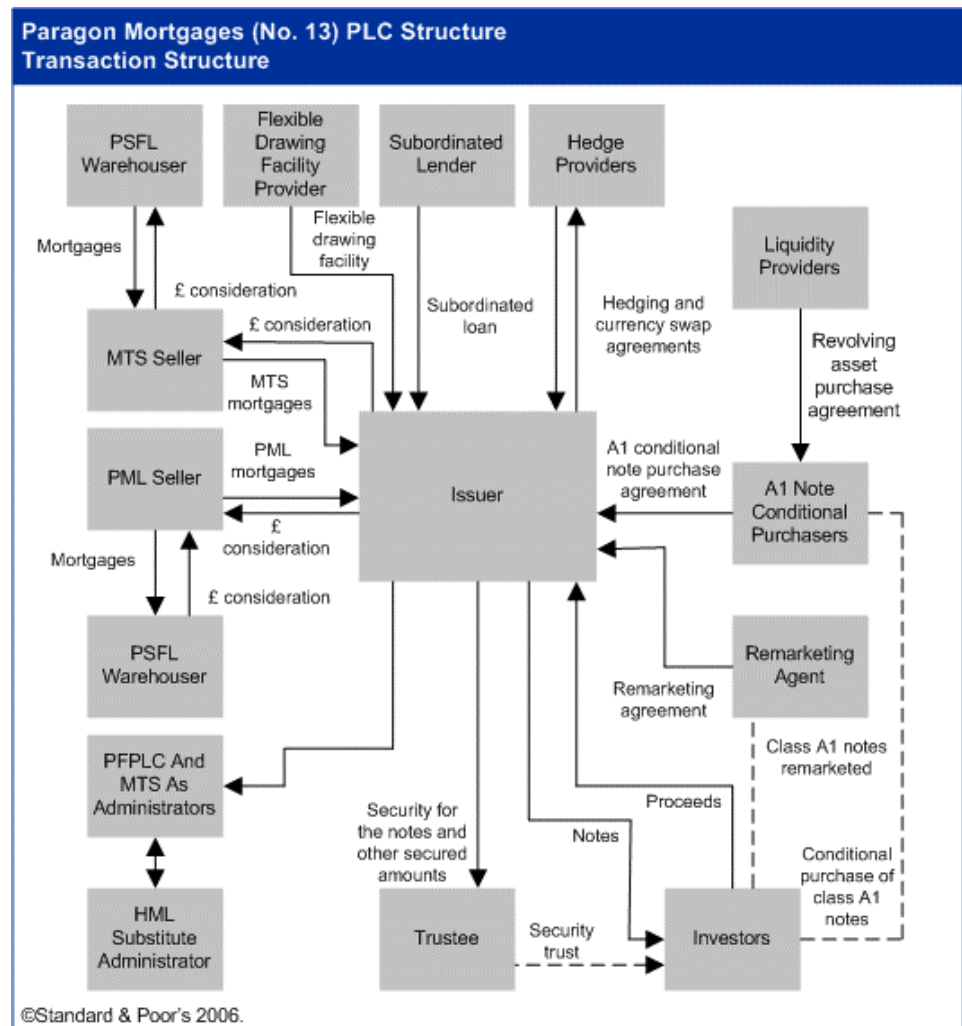 Paragon Mortgages (No. 13) PLC Structure
Transaction Structure
PSFL
Warehouser
Flexible
Drawing
Facility
Provider
Subordinated
Lender
Hedge
Providers
Mortgages
£ consideration
Flexible
drawing
facility
Subordinated
loan
Hedging and
currency swap
agreements
Liquidity
Providers
Revolving
asset
purchase
agreement
MTS Seller
£ consideration
MTS
mortgages
PML Seller
PML
mortgages
£
consideration
Issuer
A1 conditional
note purchase
agreement
A1 Note
Conditional
Purchasers
Mortgages
£ consideration
PSFL
Warehouser
Remarketing
agreement
Remarketing
Agent
PFPLC And
MTS As
Administrators
Security for
the notes and
other secured
amounts
Notes
Proceeds
Class A1 notes
remarketed
Conditional
purchase of
class A1
notes
HML
Substitute
Administrator
Trustee
Security
trust
Investors
©Standard & Poor's 2006.